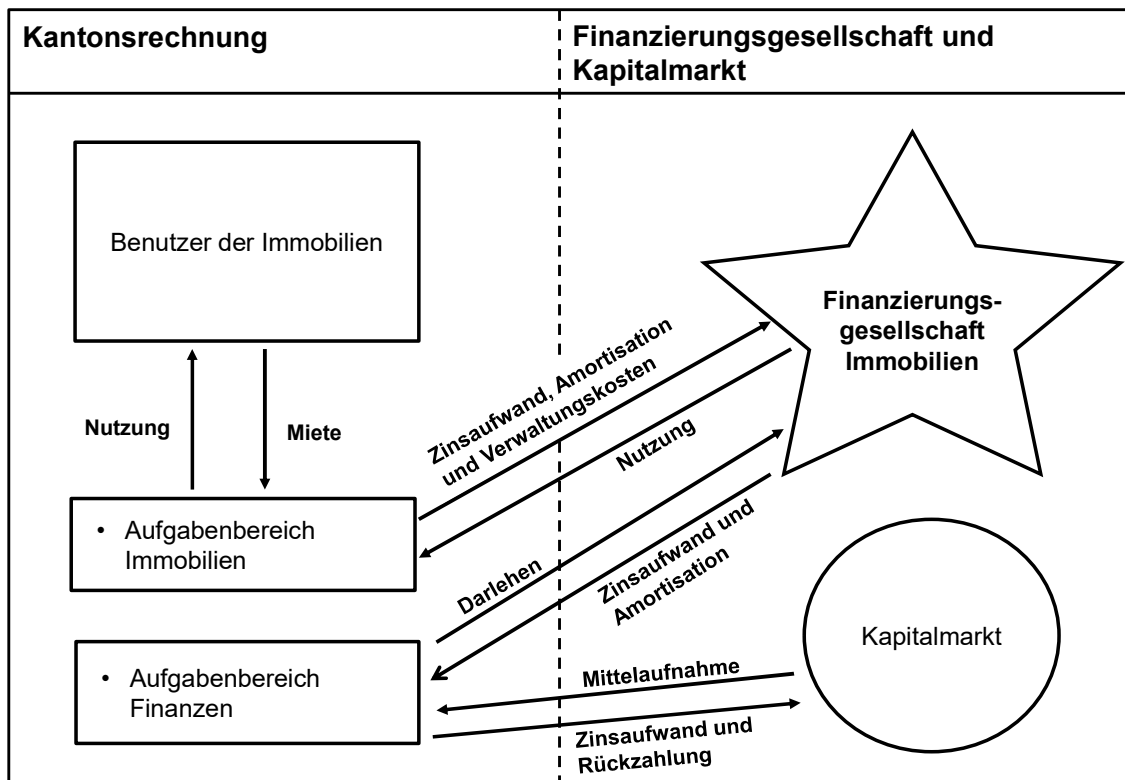 Kantonsrechnung
Finanzierungsgesellschaft und
Kapitalmarkt
Benutzer der Immobilien
Finanzierungs-
gesellschaft
Immobilien
Nutzung
Miete
Zinsaufwand, Amortisation
und Verwaltungskosten
Nutzung
• Aufgabenbereich
Immobilien
Darlehen
Zinsaufwand und
Amortisation
Kapitalmarkt
• Aufgabenbereich
Finanzen
Mittelaufnahme
Zinsaufwand und
Rückzahlung